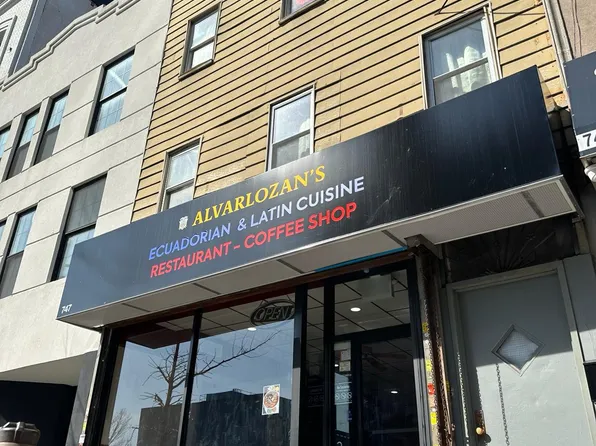 ALVARLOZAN'S
ECUADORIAN & LATIN CUISINE
RESTAURANT - COFFEE SHOP
747
OPEN